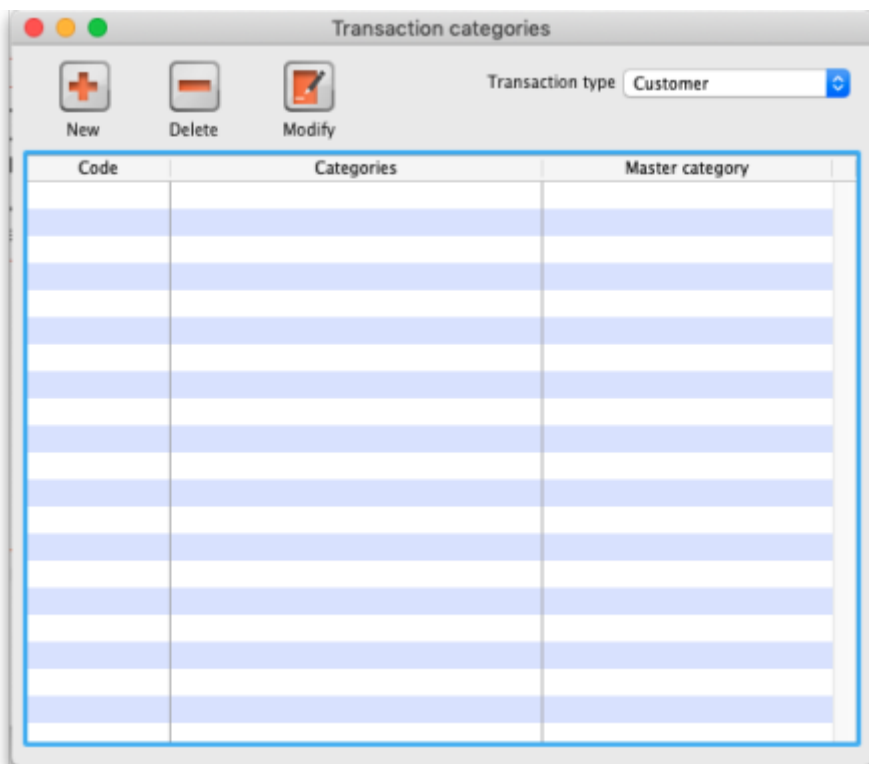 Transaction categories
Transaction type Customer
New Delete Modify
Code Categories Master category